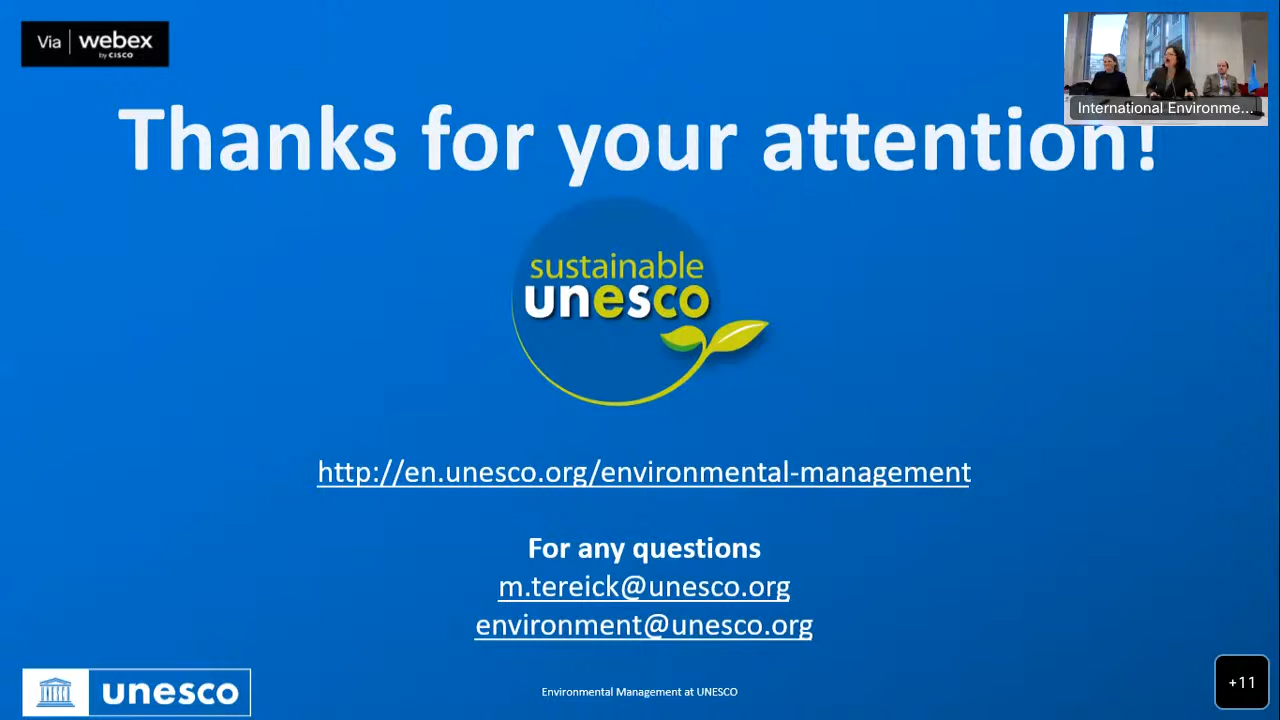 Via webex
by CISCO
International Environme...
Thanks for your attention!
sustainable
unesco
http://en.unesco.org/environmental-management
For any questions
m.tereick@unesco.org
environment@unesco.org
unesco
Environmental Management at UNESCO
+11